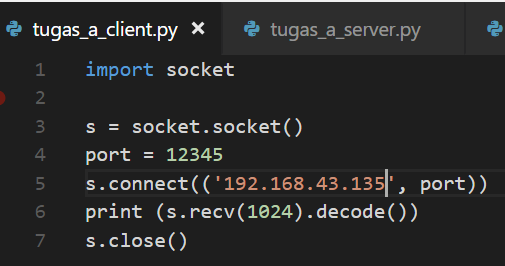 tugas_a_client.py × tugas_a_server.py
1 import socket
2
3 s = socket.socket()
4 port = 12345
5 s.connect(('192.168.43.135', port))
6 print (s.recv(1024).decode())
7 s.close()